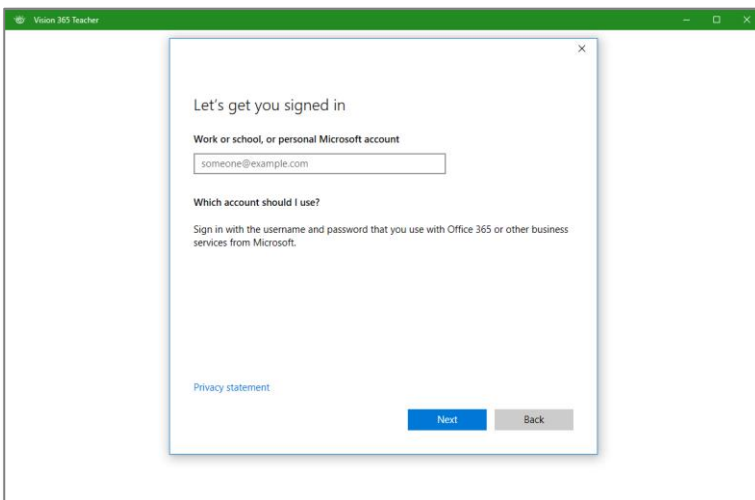 Vision 365 Teacher
Let's get you signed in
Work or school, or personal Microsoft account
someone@example.com
Which account should I use?
Sign in with the username and password that you use with Office 365 or other business
services from Microsoft.
Privacy statement
Next
Back